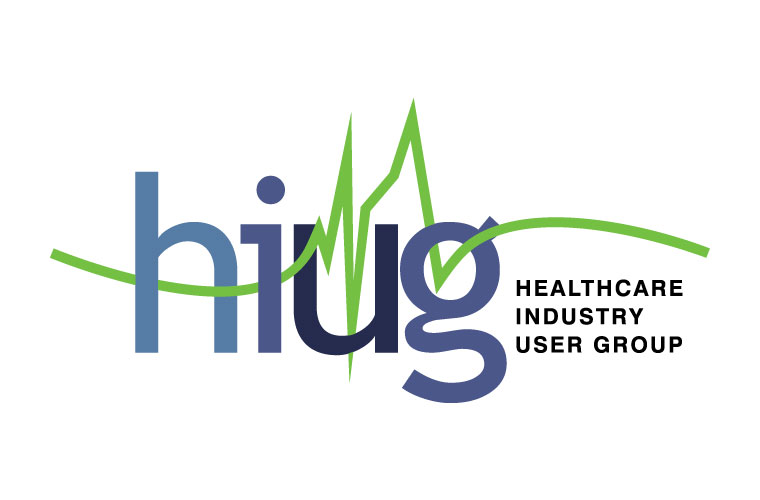 hiug
HEALTHCARE
INDUSTRY
USER GROUP